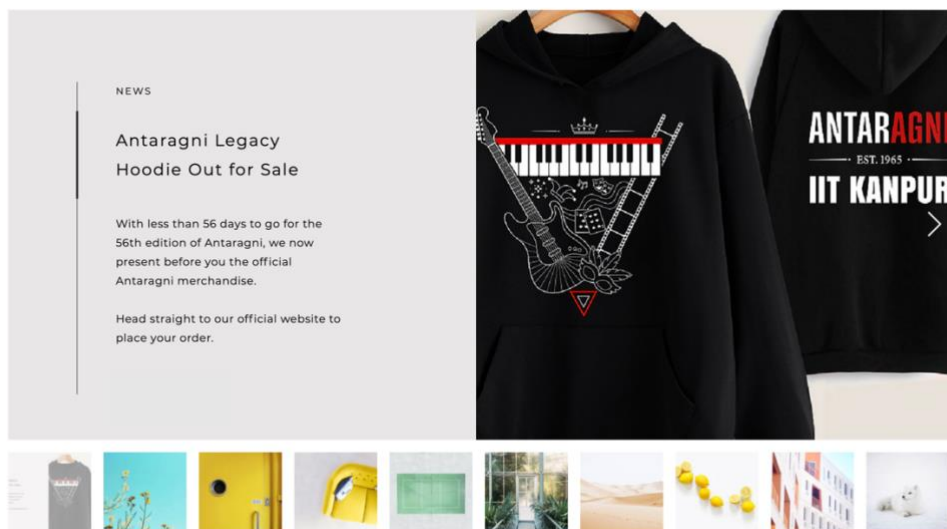 NEWS
Antaragni Legacy
Hoodie Out for Sale
With less than 56 days to go for the
56th edition of Antaragni, we now
present before you the official
Antaragni merchandise.
Head straight to our official website to
place your order.
ANTARAGNI
EST. 1965
IIT KANPUR